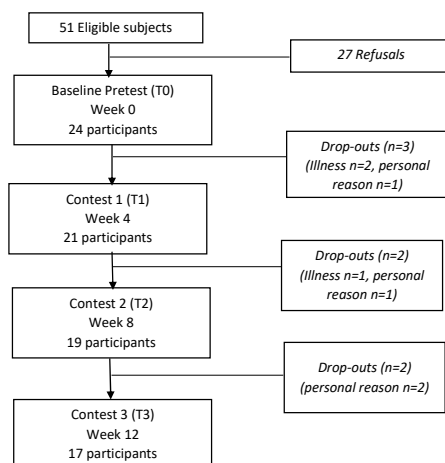 51 Eligible subjects
27 Refusals
Baseline Pretest (T0)
Week 0
24 participants
Drop-outs (n=3)
(Illness n=2, personal
reason n=1)
Contest 1 (T1)
Week 4
21 participants
Drop-outs (n=2)
(Illness n=1, personal
reason n=1)
Contest 2 (T2)
Week 8
19 participants
Drop-outs (n=2)
(personal reason n=2)
Contest 3 (T3)
Week 12
17 participants